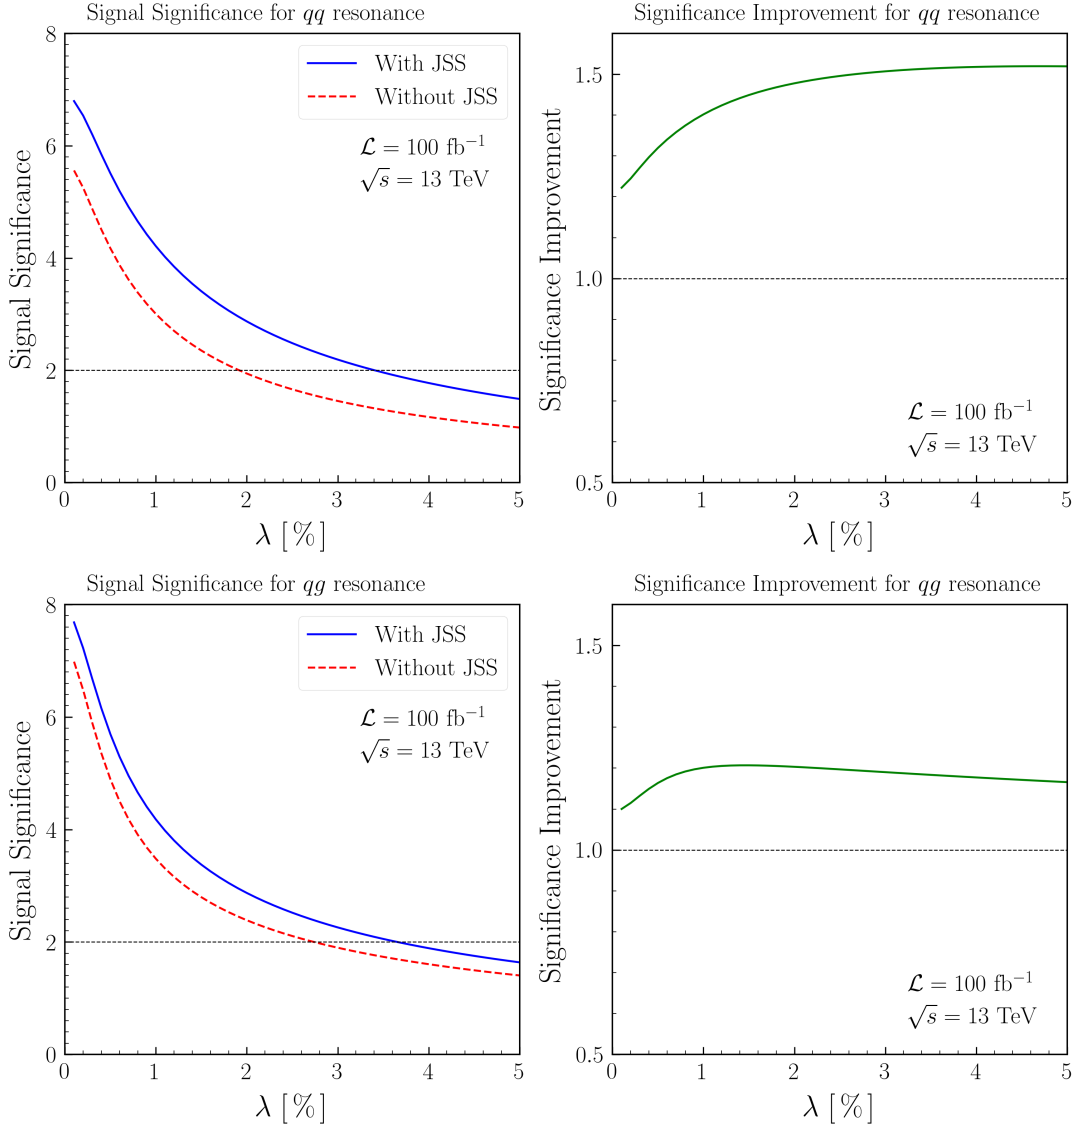 Signal Significance for qq resonance
8
6
4
2
0
0 1 2 3 4 5
Signal Significance
λ [%]
With JSS
Without JSS
ℒ = 100 fb⁻¹
√s = 13 TeV
Significance Improvement for qq resonance
1.5
1.0
0.5
0 1 2 3 4 5
Significance Improvement
λ [%]
ℒ = 100 fb⁻¹
√s = 13 TeV
Signal Significance for qg resonance
8
6
4
2
0
0 1 2 3 4 5
Signal Significance
λ [%]
With JSS
Without JSS
ℒ = 100 fb⁻¹
√s = 13 TeV
Significance Improvement for qg resonance
1.5
1.0
0.5
0 1 2 3 4 5
Significance Improvement
λ [%]
ℒ = 100 fb⁻¹
√s = 13 TeV